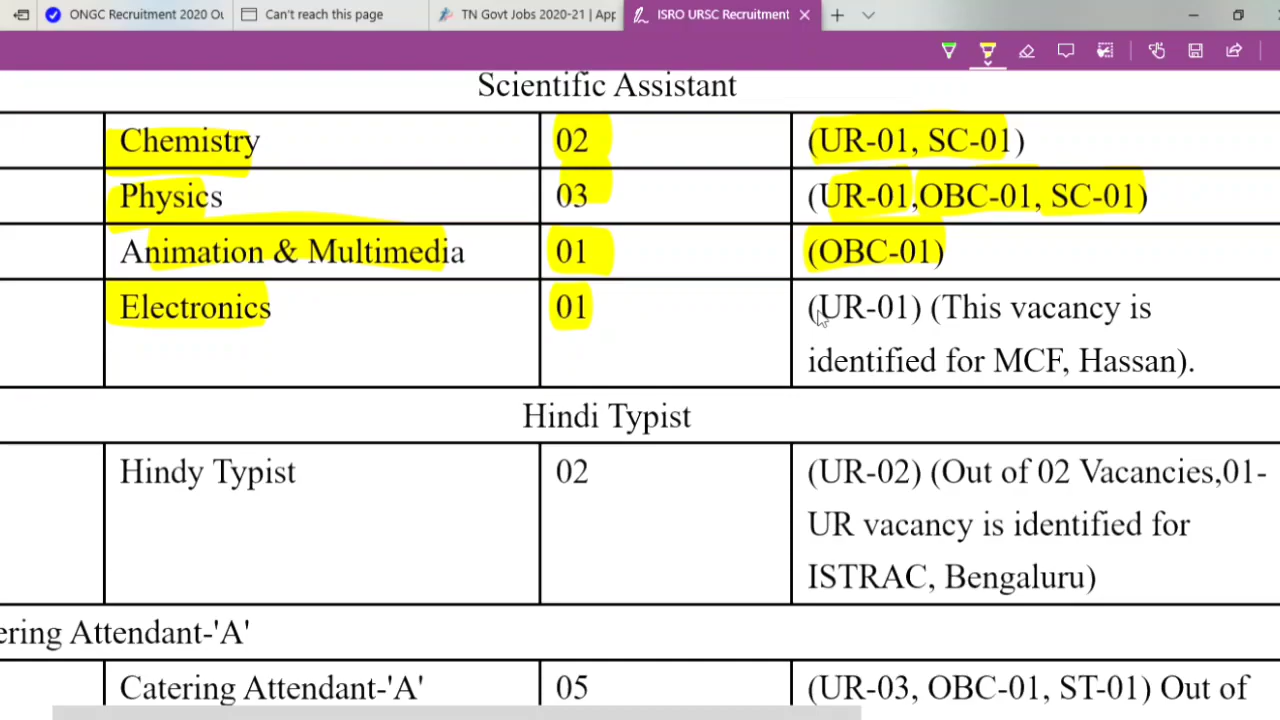 ONGC Recruitment 2020 Ou
Can't reach this page
TN Govt Jobs 2020-21 | App
ISRO URSC Recruitment
Scientific Assistant
Chemistry 02 (UR-01, SC-01)
Physics 03 (UR-01,OBC-01, SC-01)
Animation & Multimedia 01 (OBC-01)
Electronics 01 (UR-01) (This vacancy is
identified for MCF, Hassan).
Hindi Typist
Hindy Typist 02 (UR-02) (Out of 02 Vacancies,01-
UR vacancy is identified for
ISTRAC, Bengaluru)
ering Attendant-'A'
Catering Attendant-'A' 05 (UR-03, OBC-01, ST-01) Out of